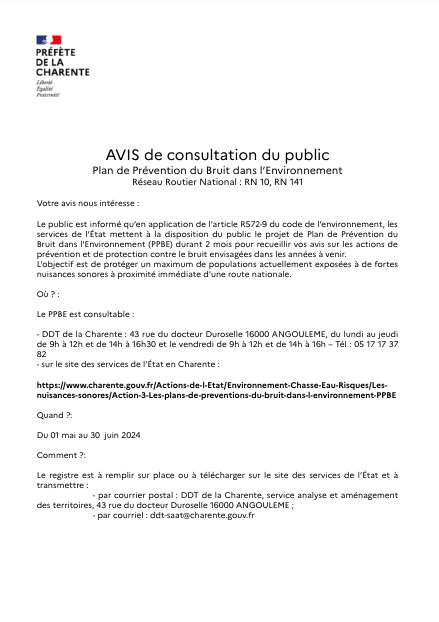 PRÉFÈTE
DE LA
CHARENTE
Liberté
Égalité
Fraternité
AVIS de consultation du public
Plan de Prévention du Bruit dans l'Environnement
Réseau Routier National : RN 10, RN 141
Votre avis nous intéresse :
Le public est informé qu'en application de l'article R572-9 du code de l'environnement, les
services de l'État mettent à la disposition du public le projet de Plan de Prévention du
Bruit dans l'Environnement (PPBE) durant 2 mois pour recueillir vos avis sur les actions de
prévention et de protection contre le bruit envisagées dans les années à venir.
L'objectif est de protéger un maximum de populations actuellement exposées à de fortes
nuisances sonores à proximité immédiate d'une route nationale.
Où ? :
Le PPBE est consultable :
- DDT de la Charente : 43 rue du docteur Duroselle 16000 ANGOULEME, du lundi au jeudi
de 9h à 12h et de 14h à 16h30 et le vendredi de 9h à 12h et de 14h à 16h – Tél : 05 17 17 37
82
- sur le site des services de l'État en Charente :
https://www.charente.gouv.fr/Actions-de-l-Etat/Environnement-Chasse-Eau-Risques/Les-
nuisances-sonores/Action-3-Les-plans-de-preventions-du-bruit-dans-l-environnement-PPBE
Quand ?:
Du 01 mai au 30 juin 2024
Comment ?:
Le registre est à remplir sur place ou à télécharger sur le site des services de l'État et à
transmettre :
- par courrier postal : DDT de la Charente, service analyse et aménagement
des territoires, 43 rue du docteur Duroselle 16000 ANGOULEME ;
- par courriel : ddt-saat@charente.gouv.fr